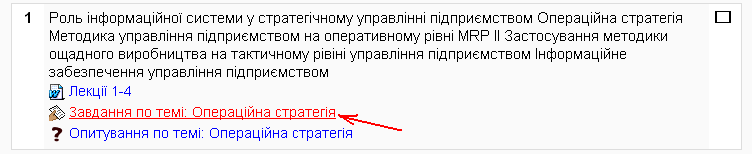 1 Роль інформаційної системи у стратегічному управлінні підприємством Операційна стратегія
Методика управління підприємством на оперативному рівні MRP II Застосування методики
ощадного виробництва на тактичному рівіні управління підприємством Інформаційне
забезпечення управління підприємством
Лекції 1-4
Завдання по темі: Операційна стратегія
Опитування по темі: Операційна стратегія